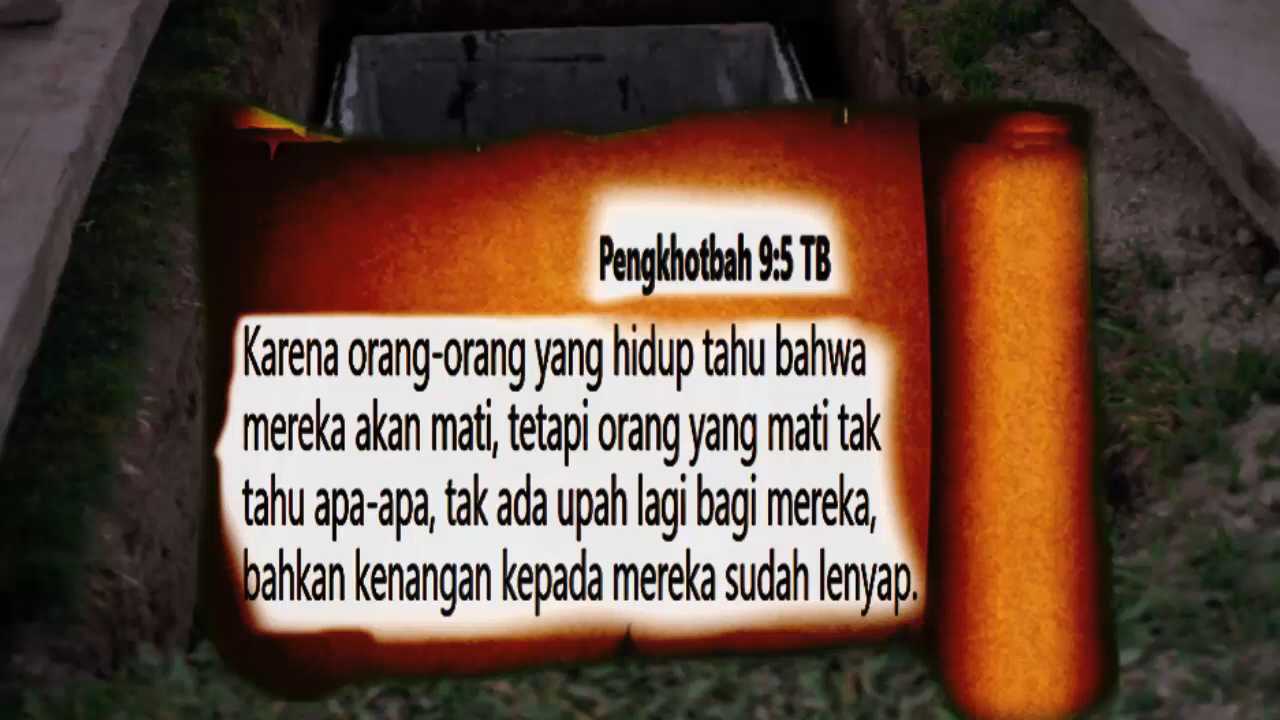 Pengkhotbah 9:5 TB
Karena orang-orang yang hidup tahu bahwa
mereka akan mati, tetapi orang yang mati tak
tahu apa-apa, tak ada upah lagi bagi mereka,
bahkan kenangan kepada mereka sudah lenyap.